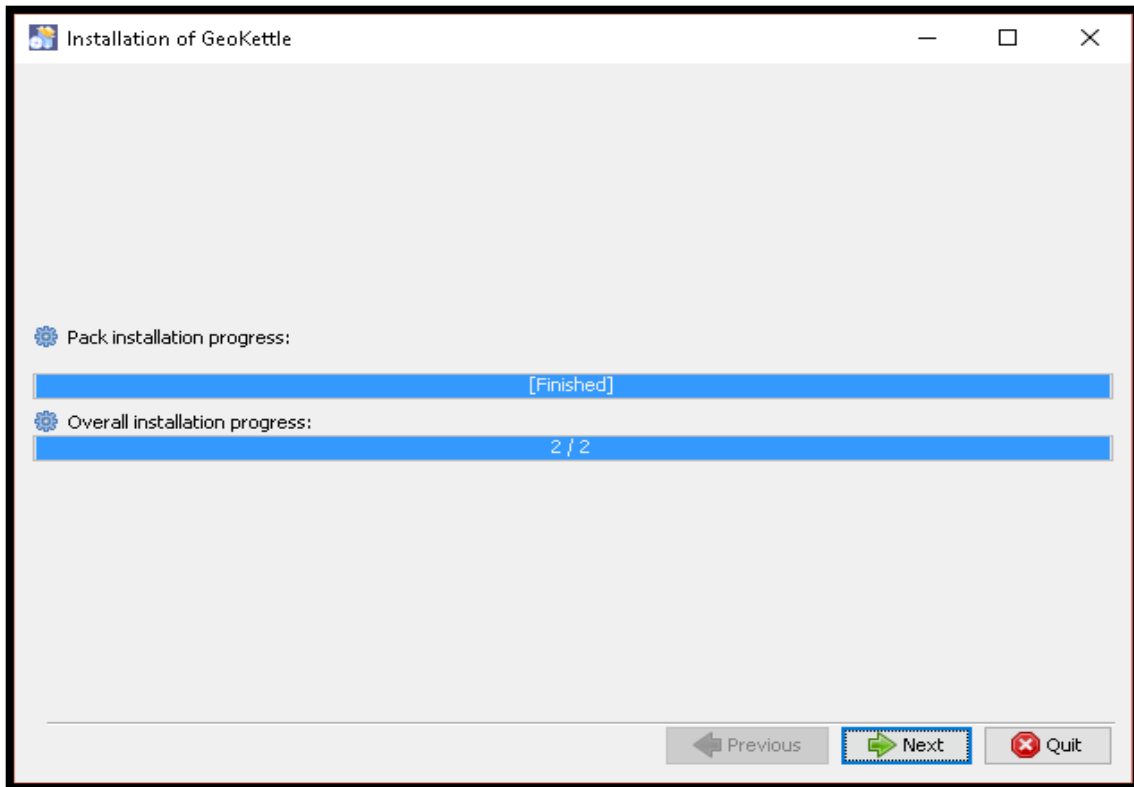 Installation of GeoKettle
Pack installation progress:
[Finished]
Overall installation progress:
2 / 2
Previous
Next
Quit